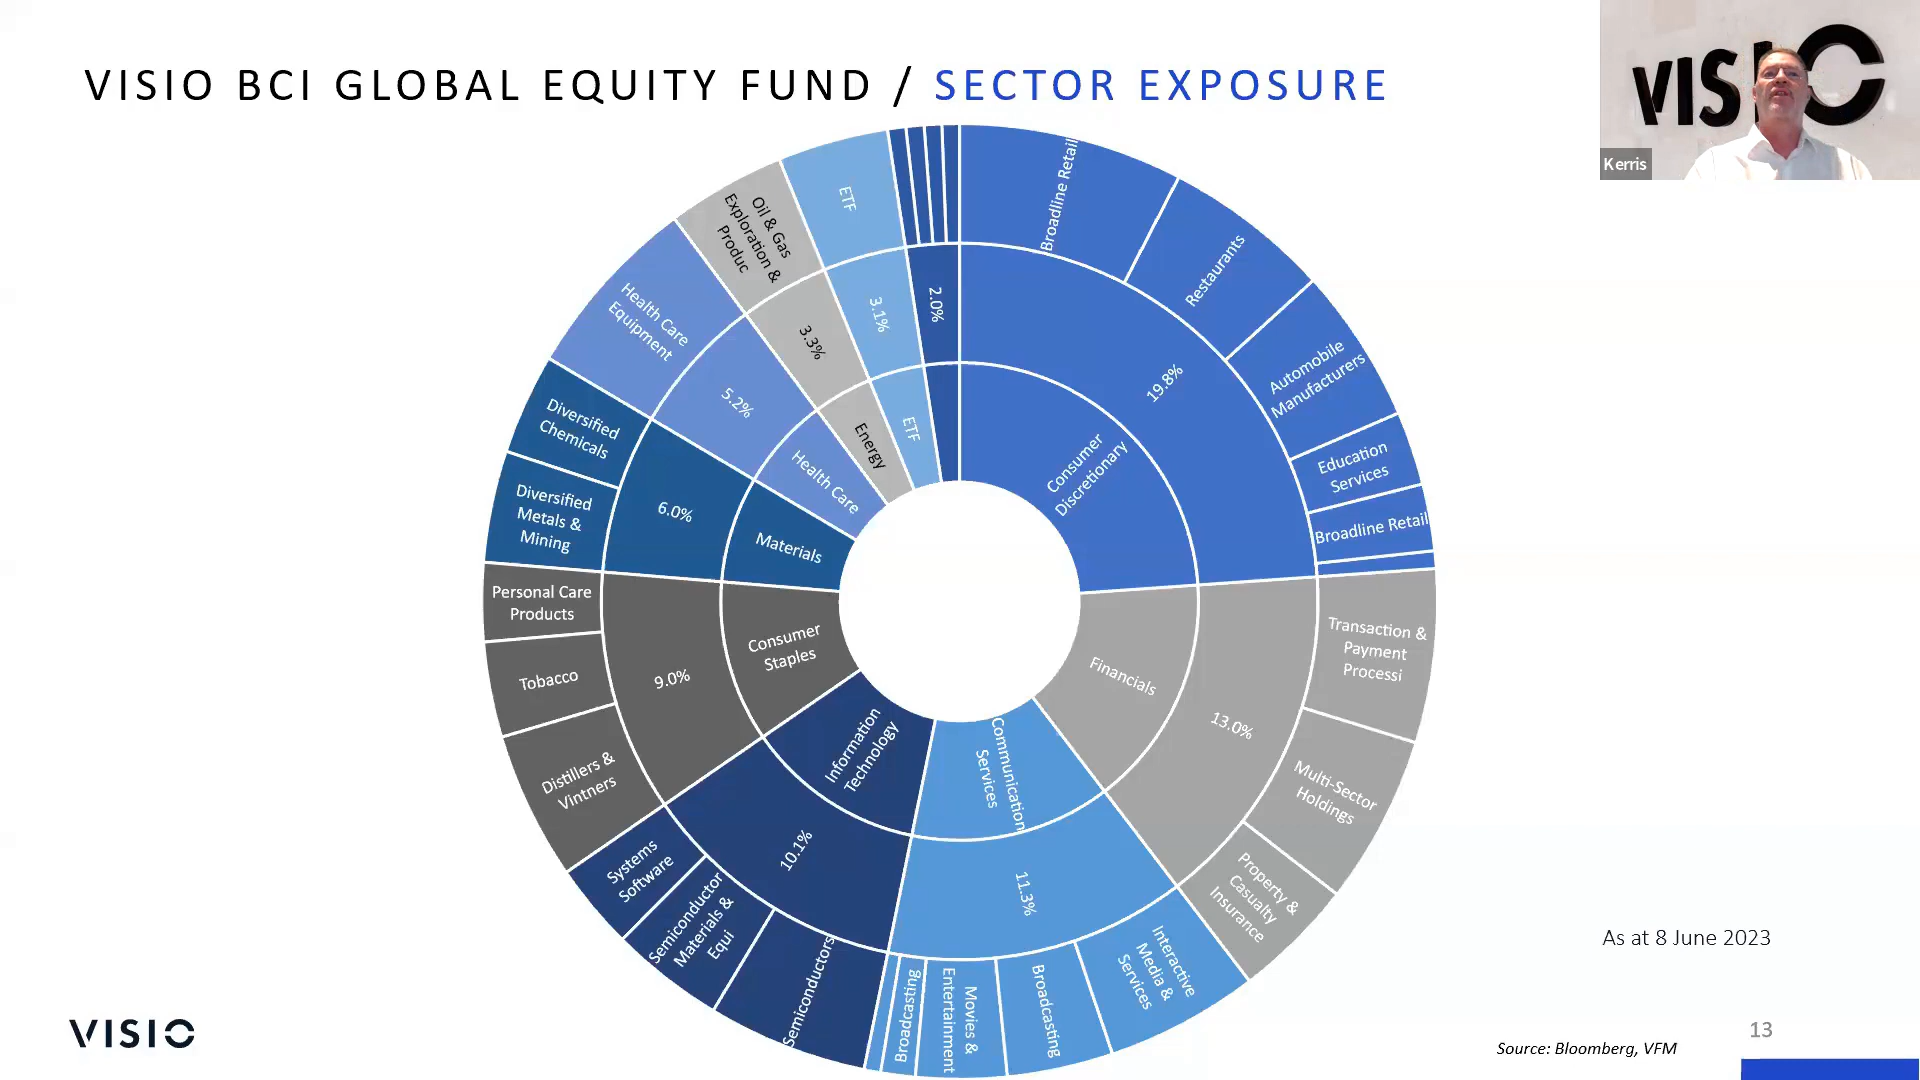 VISIO BCI GLOBAL EQUITY FUND / SECTOR EXPOSURE
VISIO
Kerris
Broadline Retail
Restaurants
Automobile
Manufacturers
Education
Services
Broadline Retail
19.8%
Consumer
Discretionary
Transaction &
Payment
Processi
Multi-Sector
Holdings
Property &
Casualty
Insurance
13.0%
Financials
Interactive
Media &
Services
Broadcasting
Movies &
Entertainment
Broadcasting
11.3%
Communication
Services
Semiconductors
Semiconductor
Materials &
Equi
Systems
Software
10.1%
Information
Technology
Distillers &
Vintners
Tobacco
Personal Care
Products
9.0%
Consumer
Staples
Diversified
Metals &
Mining
Diversified
Chemicals
6.0%
Materials
Health Care
Equipment
5.2%
Health Care
Oil & Gas
Exploration &
Produc
3.3%
Energy
ETF
3.1%
ETF
2.0%
As at 8 June 2023
VISIO
Source: Bloomberg, VFM
13